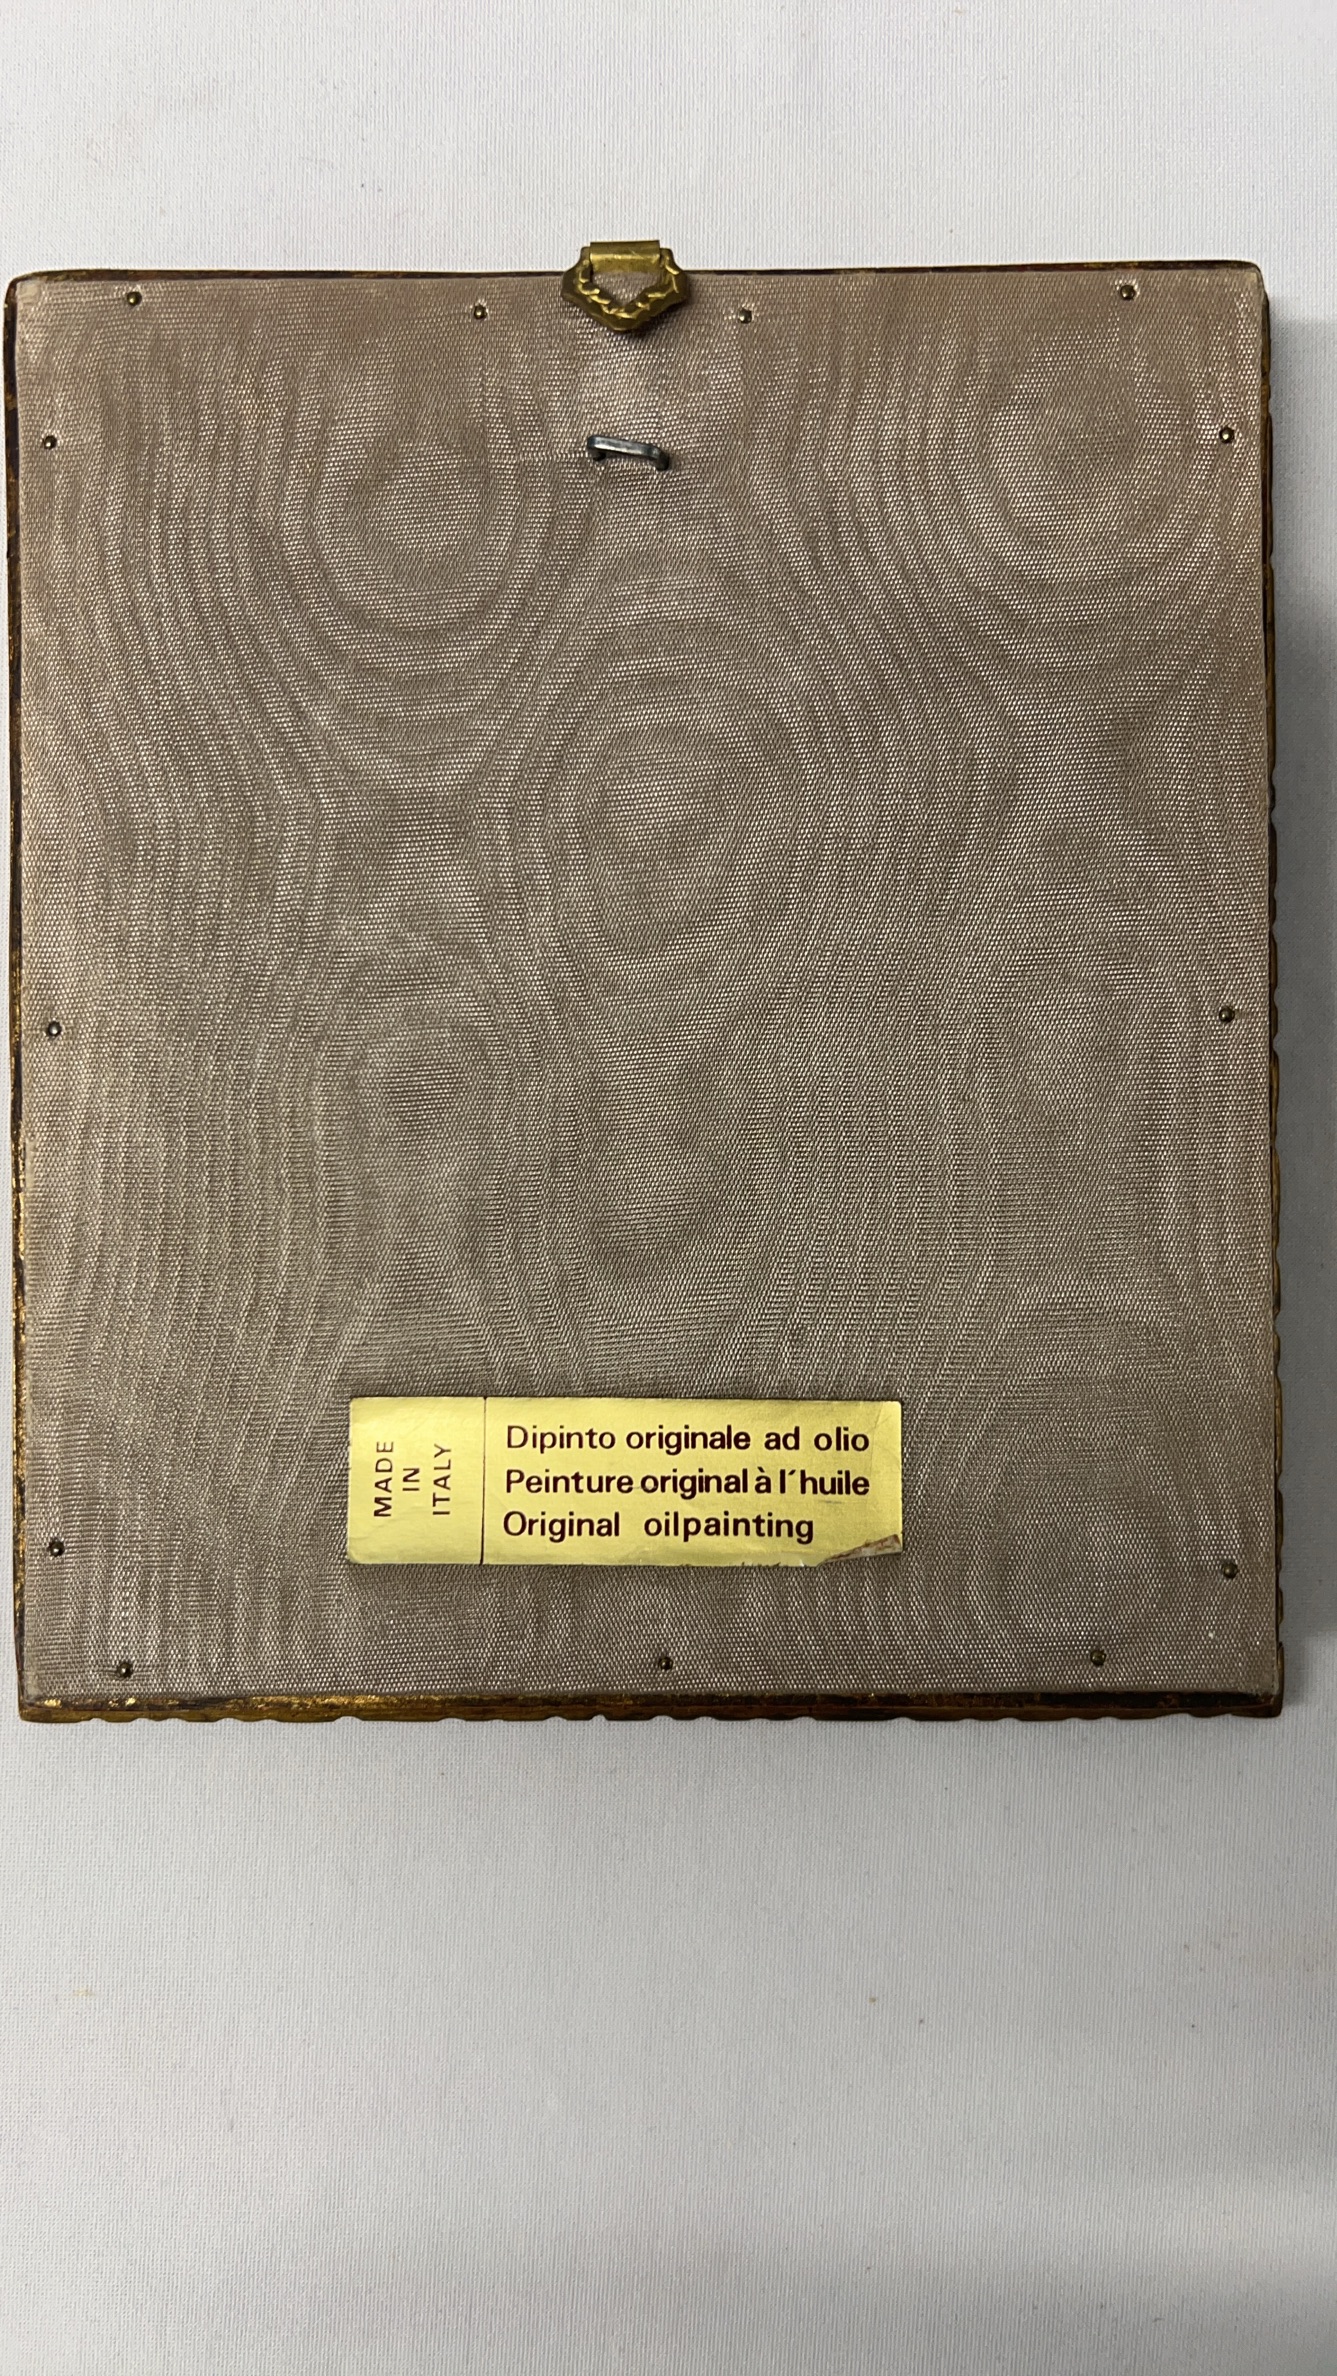 MADE
IN
ITALY
Dipinto originale ad olio
Peinture original à l´huile
Original oilpainting